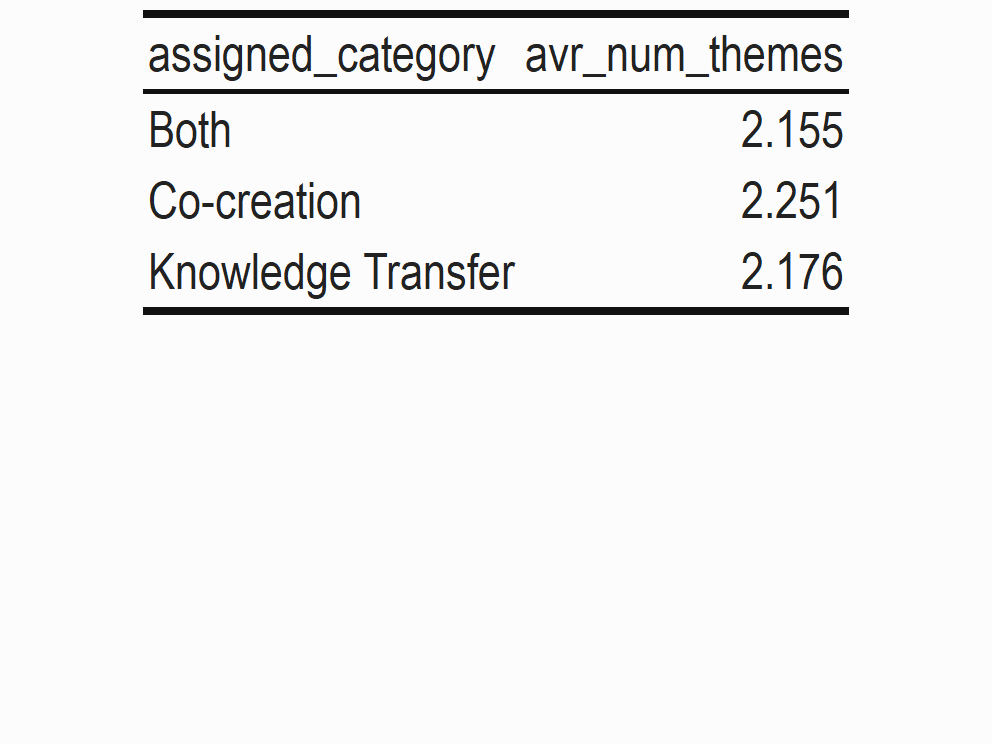 assigned_category avr_num_themes
Both 2.155
Co-creation 2.251
Knowledge Transfer 2.176